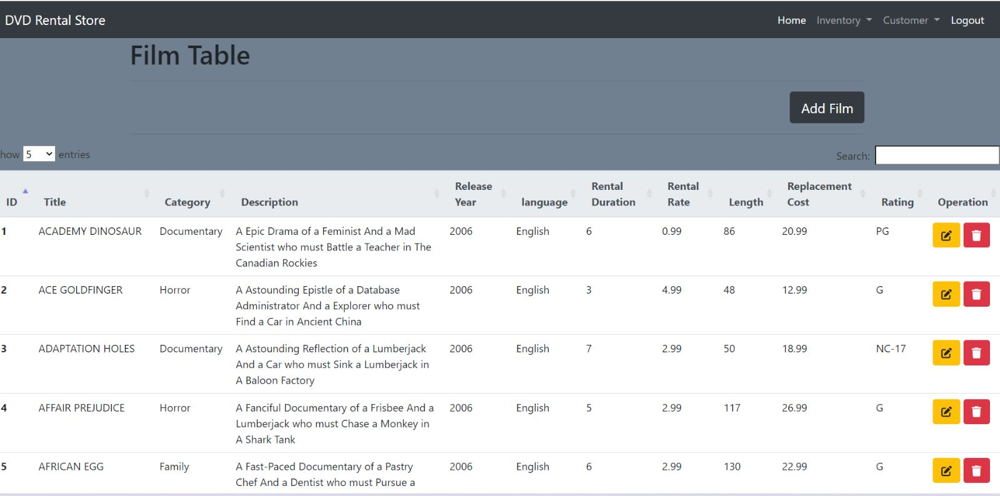 DVD Rental Store Home Inventory Customer Logout
Film Table
Add Film
how 5 entries Search:
ID Title Category Description Release Year language Rental Duration Rental Rate Length Replacement Cost Rating Operation
1 ACADEMY DINOSAUR Documentary A Epic Drama of a Feminist And a Mad 2006 English 6 0.99 86 20.99 PG
Scientist who must Battle a Teacher in The
Canadian Rockies
2 ACE GOLDFINGER Horror A Astounding Epistle of a Database 2006 English 3 4.99 48 12.99 G
Administrator And a Explorer who must
Find a Car in Ancient China
3 ADAPTATION HOLES Documentary A Astounding Reflection of a Lumberjack 2006 English 7 2.99 50 18.99 NC-17
And a Car who must Sink a Lumberjack in
A Baloon Factory
4 AFFAIR PREJUDICE Horror A Fanciful Documentary of a Frisbee And a 2006 English 5 2.99 117 26.99 G
Lumberjack who must Chase a Monkey in
A Shark Tank
5 AFRICAN EGG Family A Fast-Paced Documentary of a Pastry 2006 English 6 2.99 130 22.99 G
Chef And a Dentist who must Pursue a